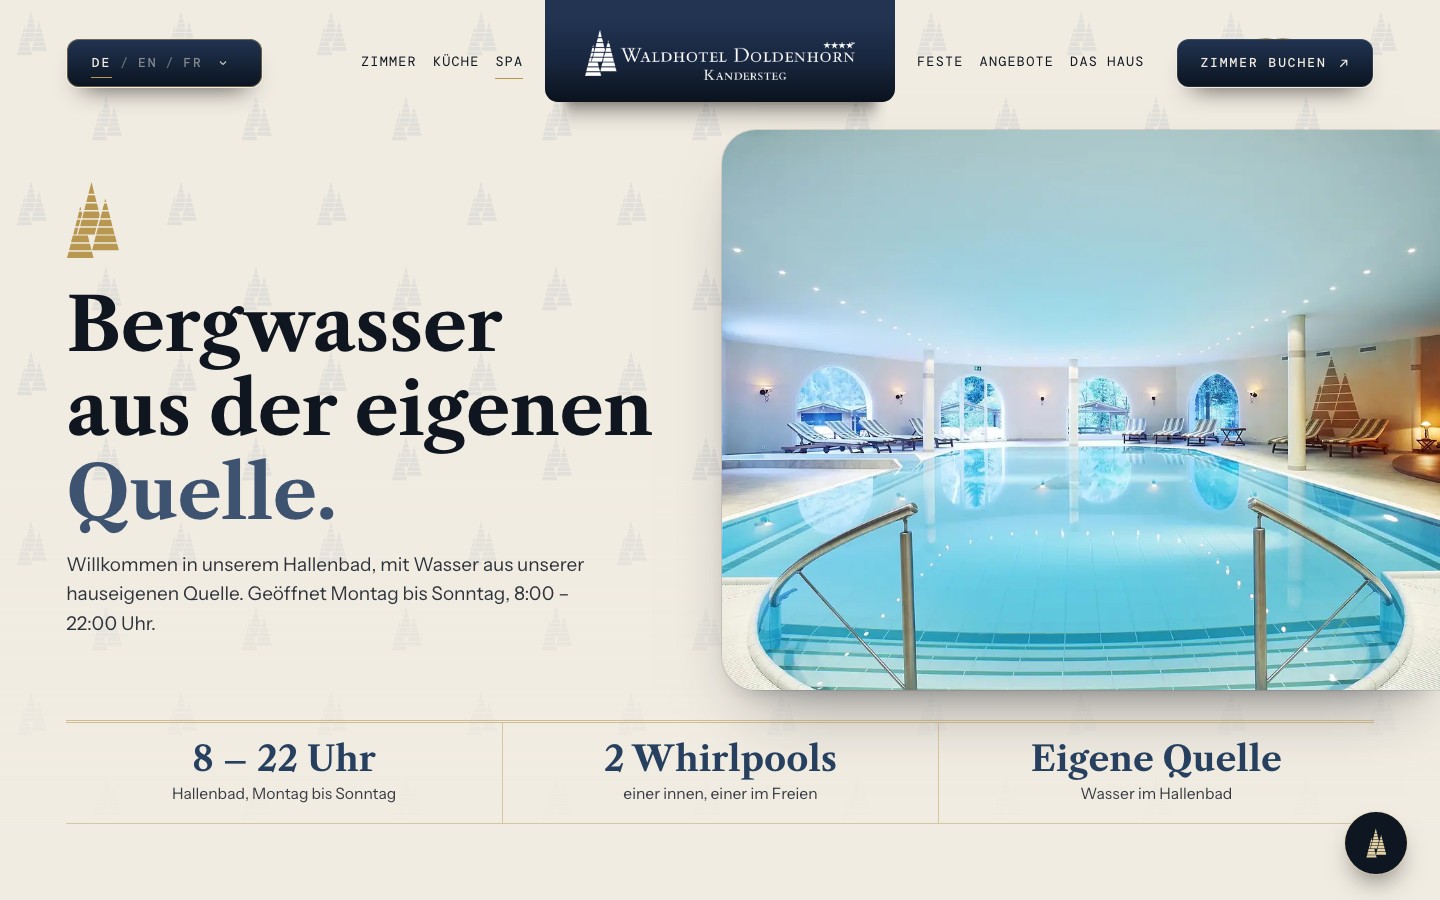 DE / EN / FR
ZIMMER KÜCHE SPA
WALDHOTEL DOLDENHORN
KANDERSTEG
FESTE ANGEBOTE DAS HAUS
ZIMMER BUCHEN
Bergwasser
aus der eigenen
Quelle.
Willkommen in unserem Hallenbad, mit Wasser aus unserer
hauseigenen Quelle. Geöffnet Montag bis Sonntag, 8:00 –
22:00 Uhr.
8 – 22 Uhr
Hallenbad, Montag bis Sonntag
2 Whirlpools
einer innen, einer im Freien
Eigene Quelle
Wasser im Hallenbad